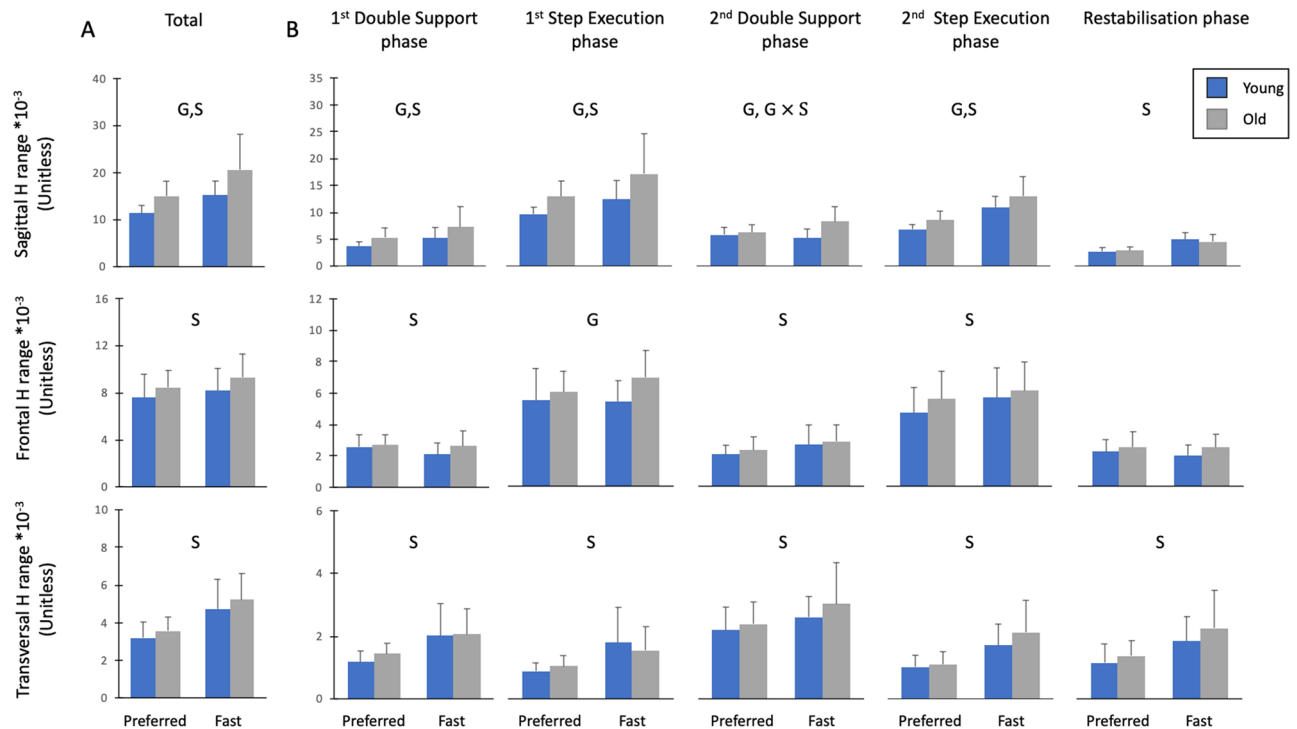 A
Total
B
1st Double Support
phase
1st Step Execution
phase
2nd Double Support
phase
2nd Step Execution
phase
Restabilisation phase
Young
Old
Sagittal H range *10-3
(Unitless)
40
30
20
10
0
G,S
35
30
25
20
15
10
5
0
G,S
G,S
G, G × S
G,S
S
Frontal H range *10-3
(Unitless)
16
12
8
4
0
S
12
10
8
6
4
2
0
S
G
S
S
Transversal H range *10-3
(Unitless)
10
8
6
4
2
0
S
6
4
2
0
S
S
S
S
S
Preferred Fast
Preferred Fast
Preferred Fast
Preferred Fast
Preferred Fast
Preferred Fast